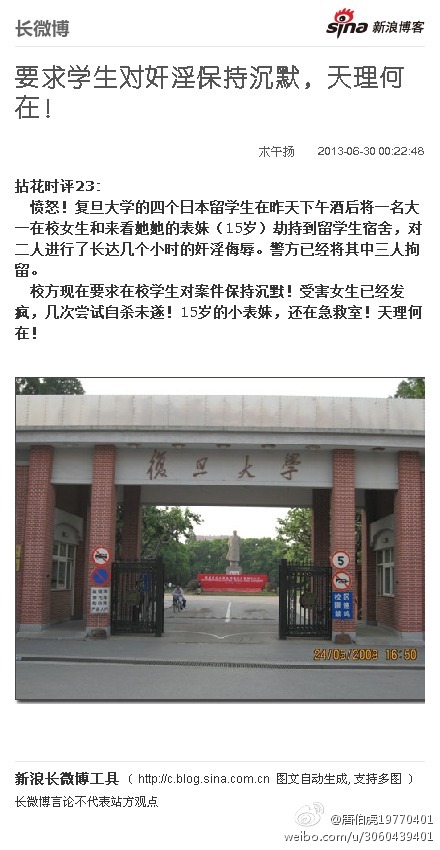 长微博
sina 新浪博客
要求学生对奸淫保持沉默，天理何
在！
木午扬 2013-06-30 00:22:48
拈花时评23：
愤怒！复旦大学的四个日本留学生在昨天下午酒后将一名大
一在校女生和来看她她的表妹（15岁）劫持到留学生宿舍，对
二人进行了长达几个小时的奸淫侮辱。警方已经将其中三人拘
留。
校方现在要求在校学生对案件保持沉默！受害女生已经发
疯，几次尝试自杀未遂！15岁的小表妹，还在急救室！天理何
在！
復旦大学
5
24/05/2009 16:50
新浪长微博工具 （ http://c.blog.sina.com.cn 图文自动生成,支持多图 ）
长微博言论不代表站方观点
@唐伯虎19770401
weibo.com/u/3060439401